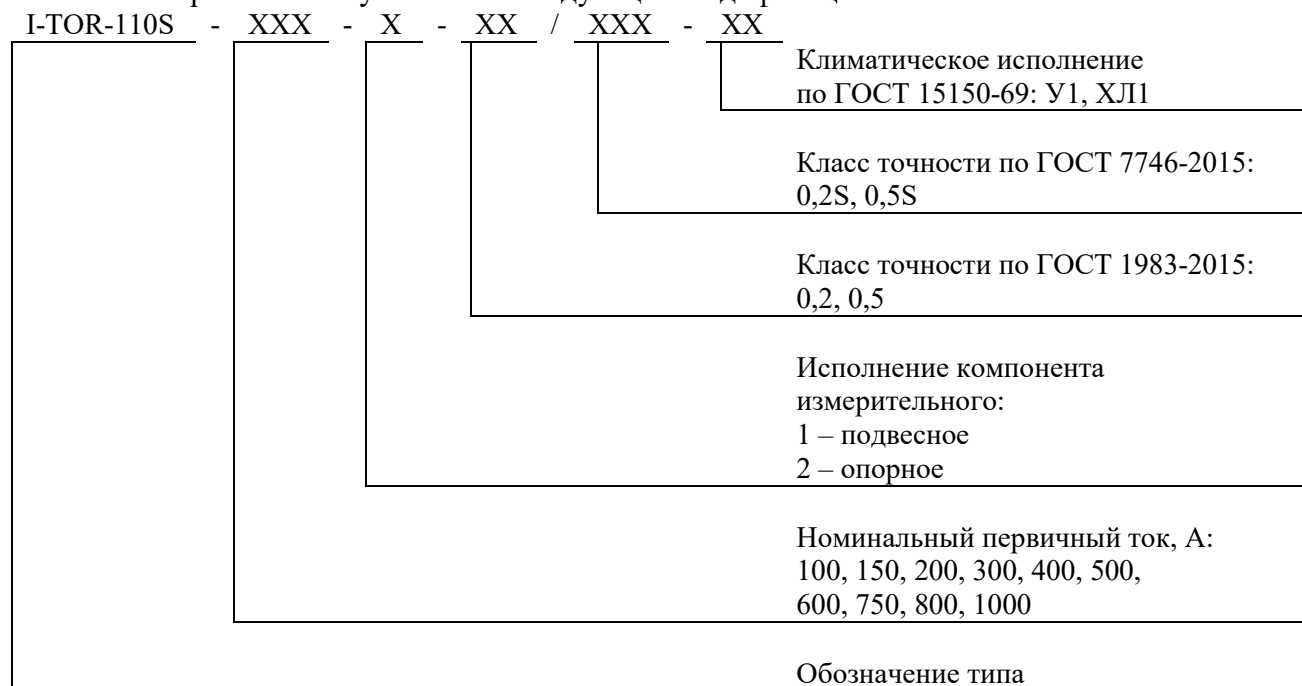 I-TOR-110S - XXX - X - XX / XXX - XX
Климатическое исполнение
по ГОСТ 15150-69: У1, ХЛ1
Класс точности по ГОСТ 7746-2015:
0,2S, 0,5S
Класс точности по ГОСТ 1983-2015:
0,2, 0,5
Исполнение компонента
измерительного:
1 – подвесное
2 – опорное
Номинальный первичный ток, А:
100, 150, 200, 300, 400, 500,
600, 750, 800, 1000
Обозначение типа